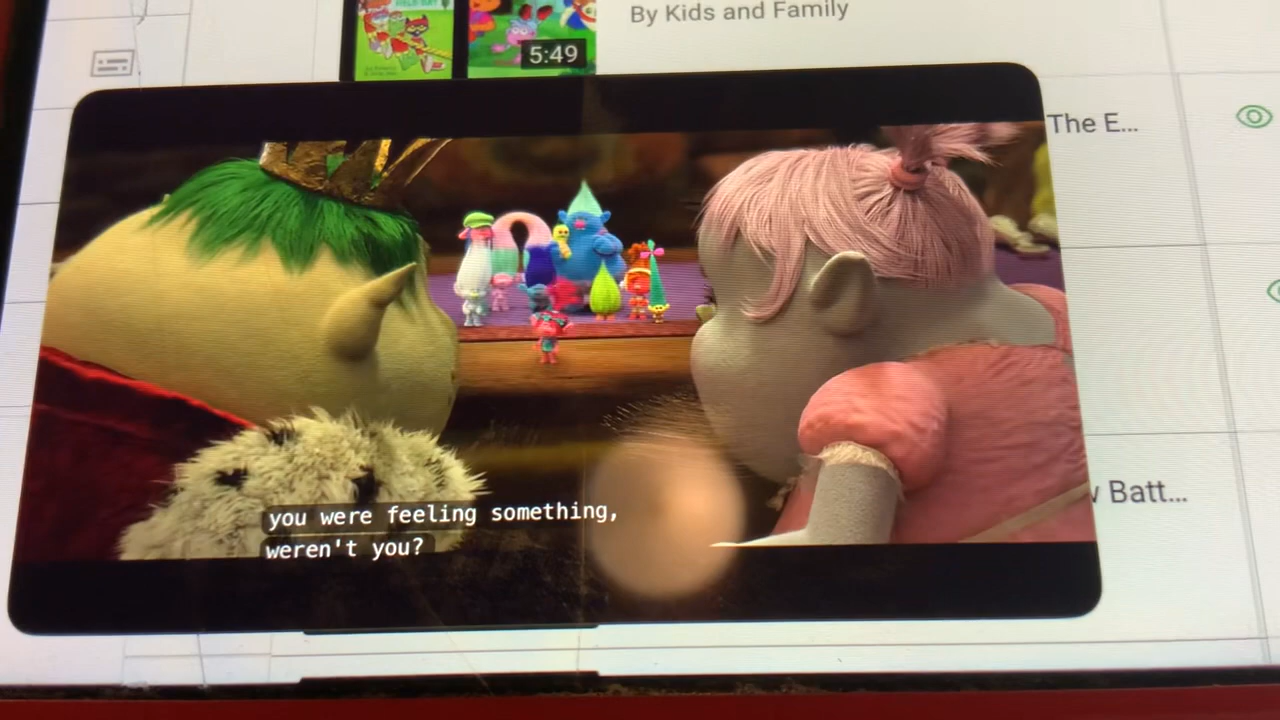 By Kids and Family
5:49
The E...
you were feeling something,
weren't you?
Batt...